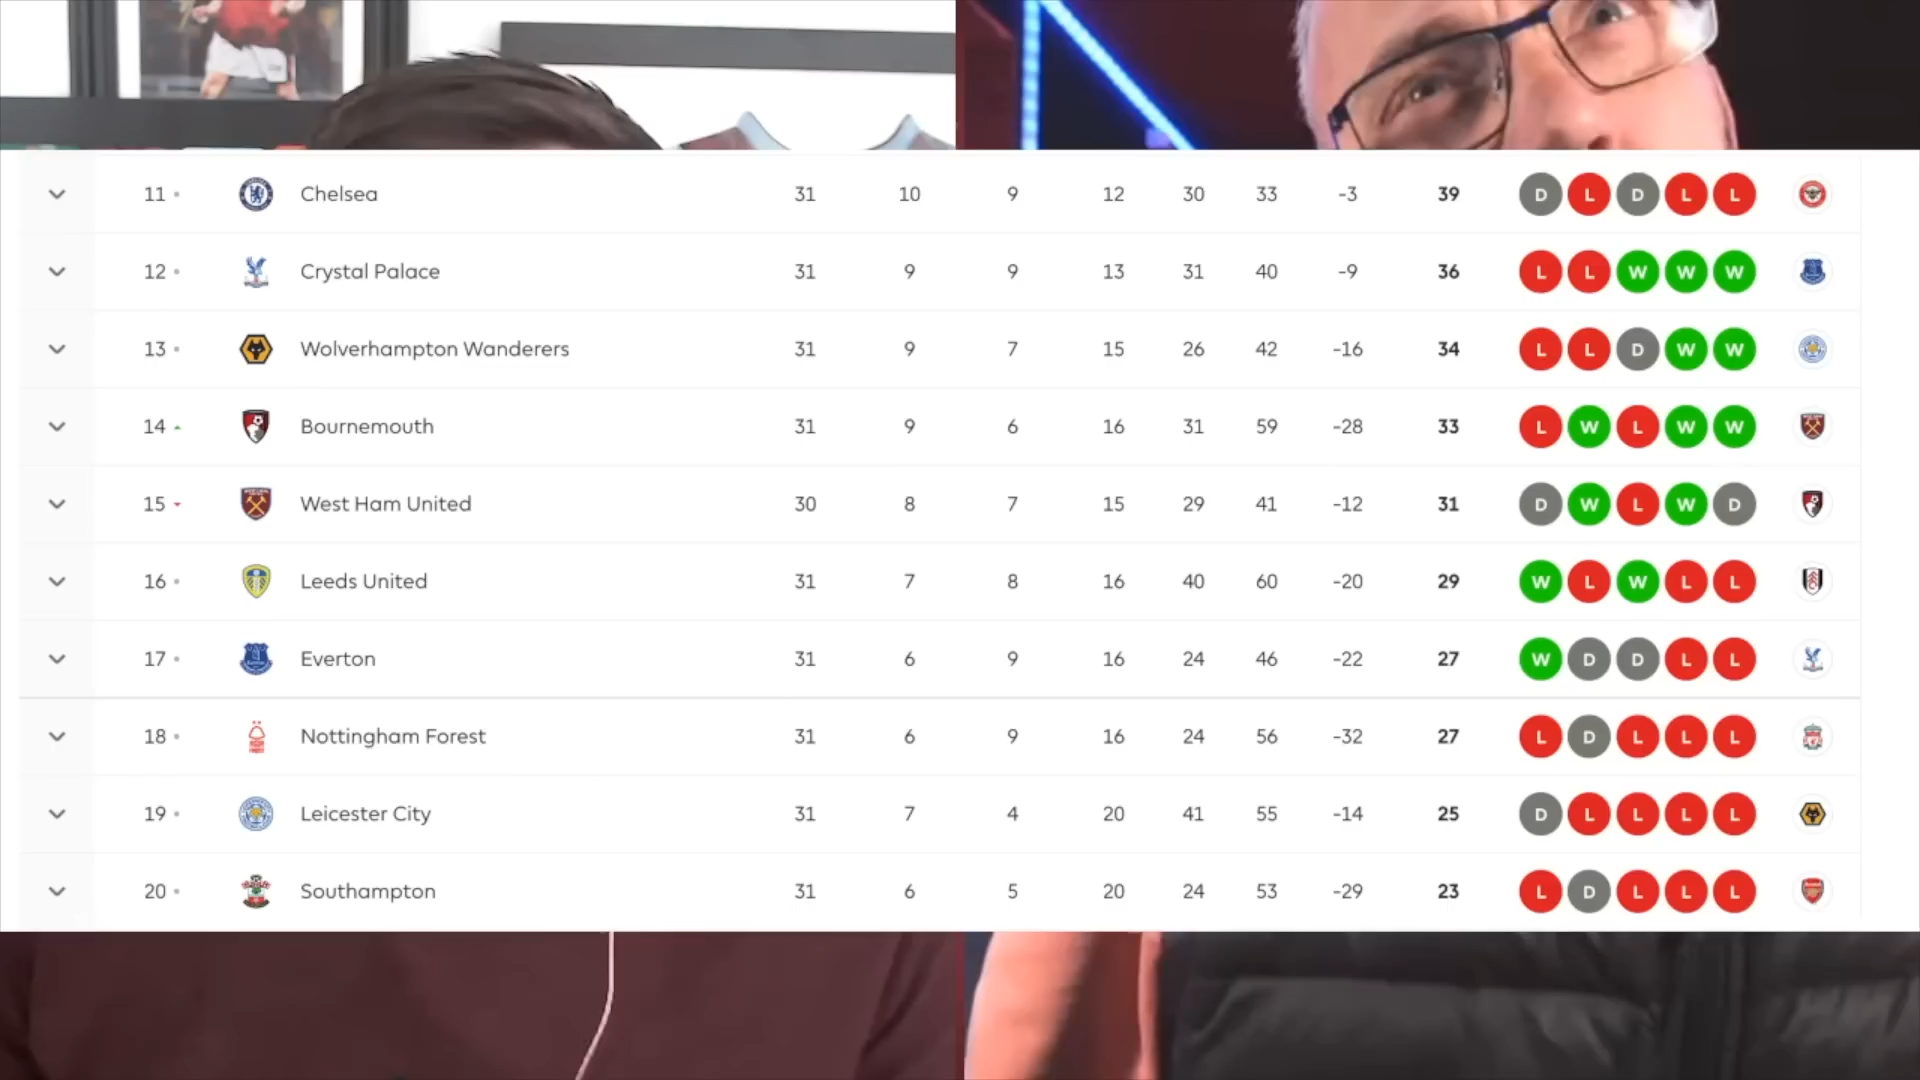 11 Chelsea 31 10 9 12 30 33 -3 39 D L D L L
12 Crystal Palace 31 9 9 13 31 40 -9 36 L L W W W
13 Wolverhampton Wanderers 31 9 7 15 26 42 -16 34 L L D W W
14 Bournemouth 31 9 6 16 31 59 -28 33 L W L W W
15 West Ham United 30 8 7 15 29 41 -12 31 D W L W D
16 Leeds United 31 7 8 16 40 60 -20 29 W L W L L
17 Everton 31 6 9 16 24 46 -22 27 W D D L L
18 Nottingham Forest 31 6 9 16 24 56 -32 27 L D L L L
19 Leicester City 31 7 4 20 41 55 -14 25 D L L L L
20 Southampton 31 6 5 20 24 53 -29 23 L D L L L